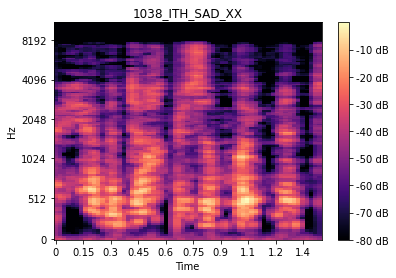 1038_ITH_SAD_XX
8192
4096
2048
1024
512
0
Hz
0 0.15 0.3 0.45 0.6 0.75 0.9 1.1 1.2 1.4
Time
-10 dB
-20 dB
-30 dB
-40 dB
-50 dB
-60 dB
-70 dB
-80 dB